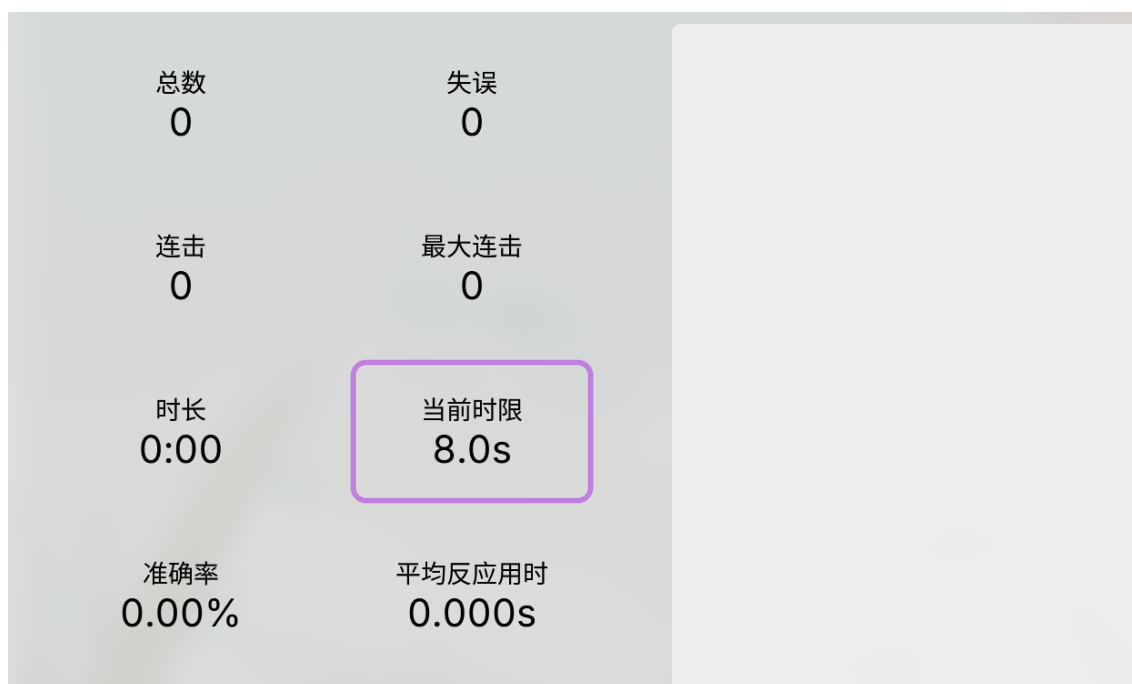 总数
0
失误
0
连击
0
最大连击
0
时长
0:00
当前时限
8.0s
准确率
0.00%
平均反应用时
0.000s